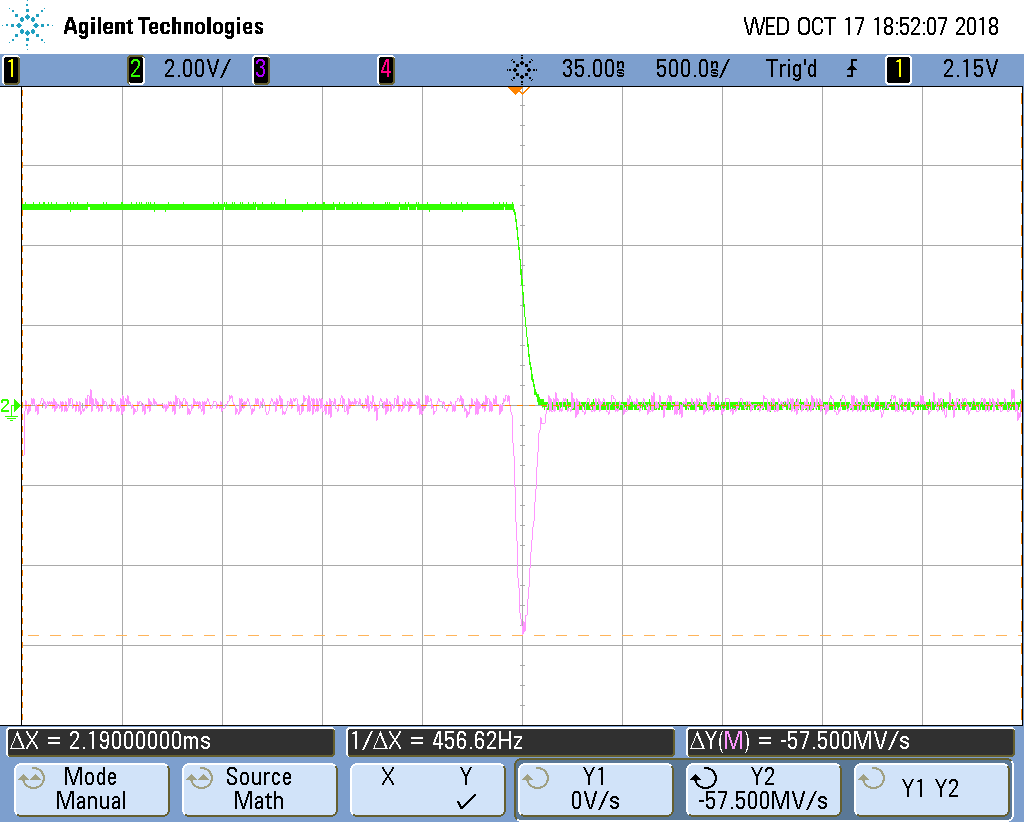 Agilent Technologies
WED OCT 17 18:52:07 2018
1 2 2.00V/ 3 4 35.00s 500.0s/ Trig'd 1 2.15V
2
ΔX = 2.19000000ms 1/ΔX = 456.62Hz ΔY(M) = -57.500MV/s
Mode Source X Y Y1 Y2 Y1 Y2
Manual Math ✓ 0V/s -57.500MV/s